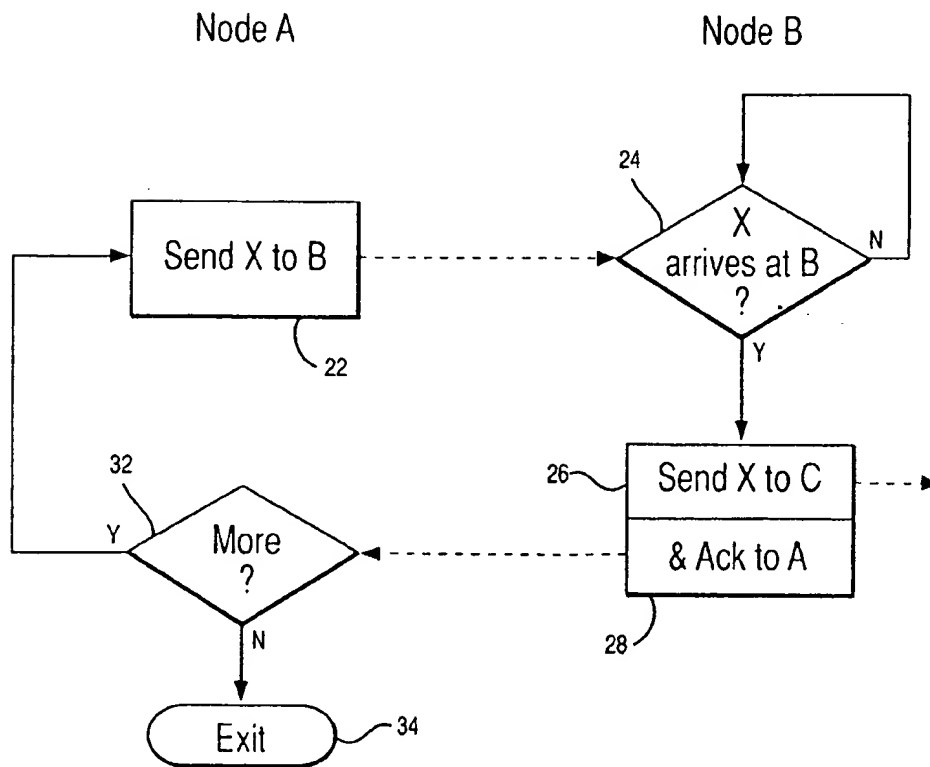 Node A
Node B
24
X
arrives at B
?
N
Y
Send X to B
22
26
Send X to C
& Ack to A
28
32
Y
More
?
N
Exit
34